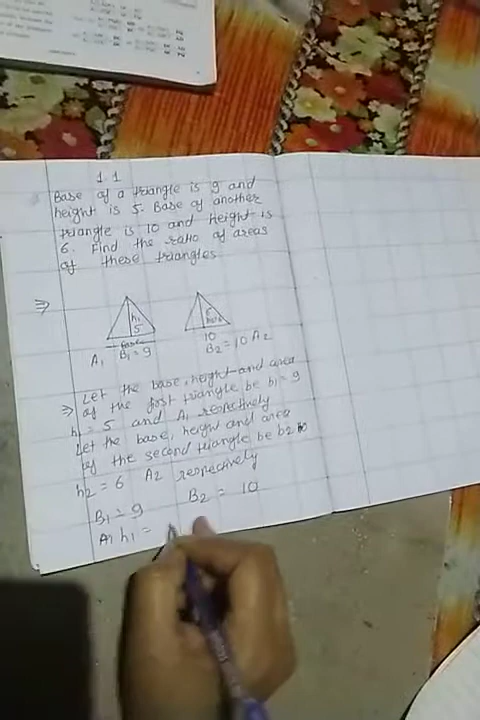 1.1
Base of a triangle is 9 and
height is 5. Base of another
triangle is 10 and height is
6. Find the ratio of areas
of these triangles
⇒
h1
5
base
A1 B1 = 9
10
B2 = 10 A2
⇒ Let the base, height and area
of the first triangle be b1 = 9
h1 = 5 and A1 respectively
Let the base, height and area
of the second triangle be b2 10
h2 = 6 A2 respectively
B1 = 9 B2 = 10
h1 =